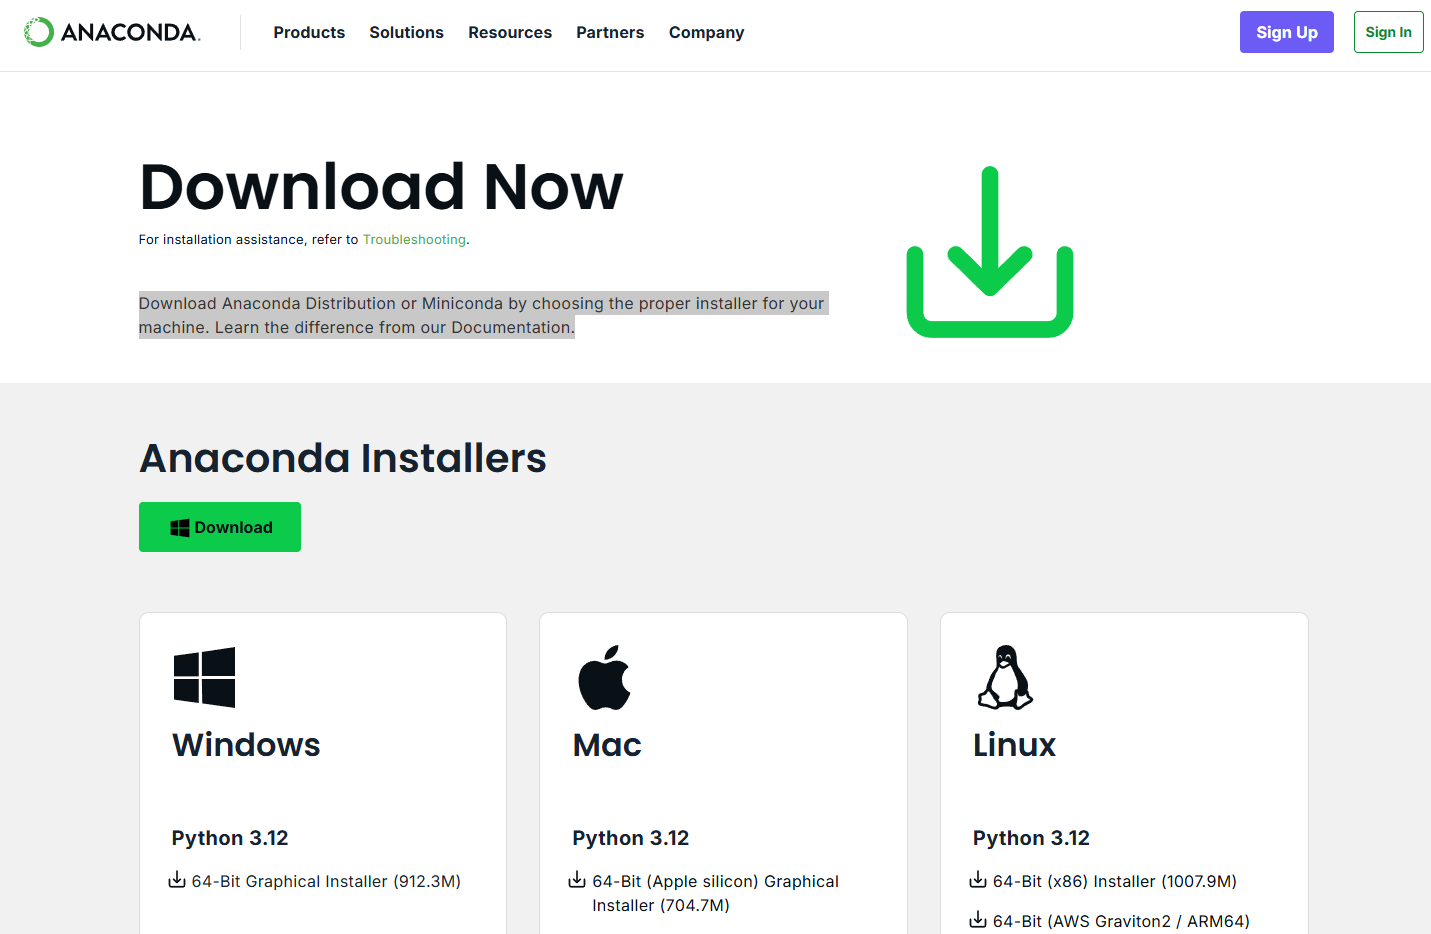 ANACONDA.
Products
Solutions
Resources
Partners
Company
Sign Up
Sign In
Download Now
For installation assistance, refer to Troubleshooting.
Download Anaconda Distribution or Miniconda by choosing the proper installer for your
machine. Learn the difference from our Documentation.
Anaconda Installers
Download
Windows
Python 3.12
64-Bit Graphical Installer (912.3M)
Mac
Python 3.12
64-Bit (Apple silicon) Graphical
Installer (704.7M)
Linux
Python 3.12
64-Bit (x86) Installer (1007.9M)
64-Bit (AWS Graviton2 / ARM64)